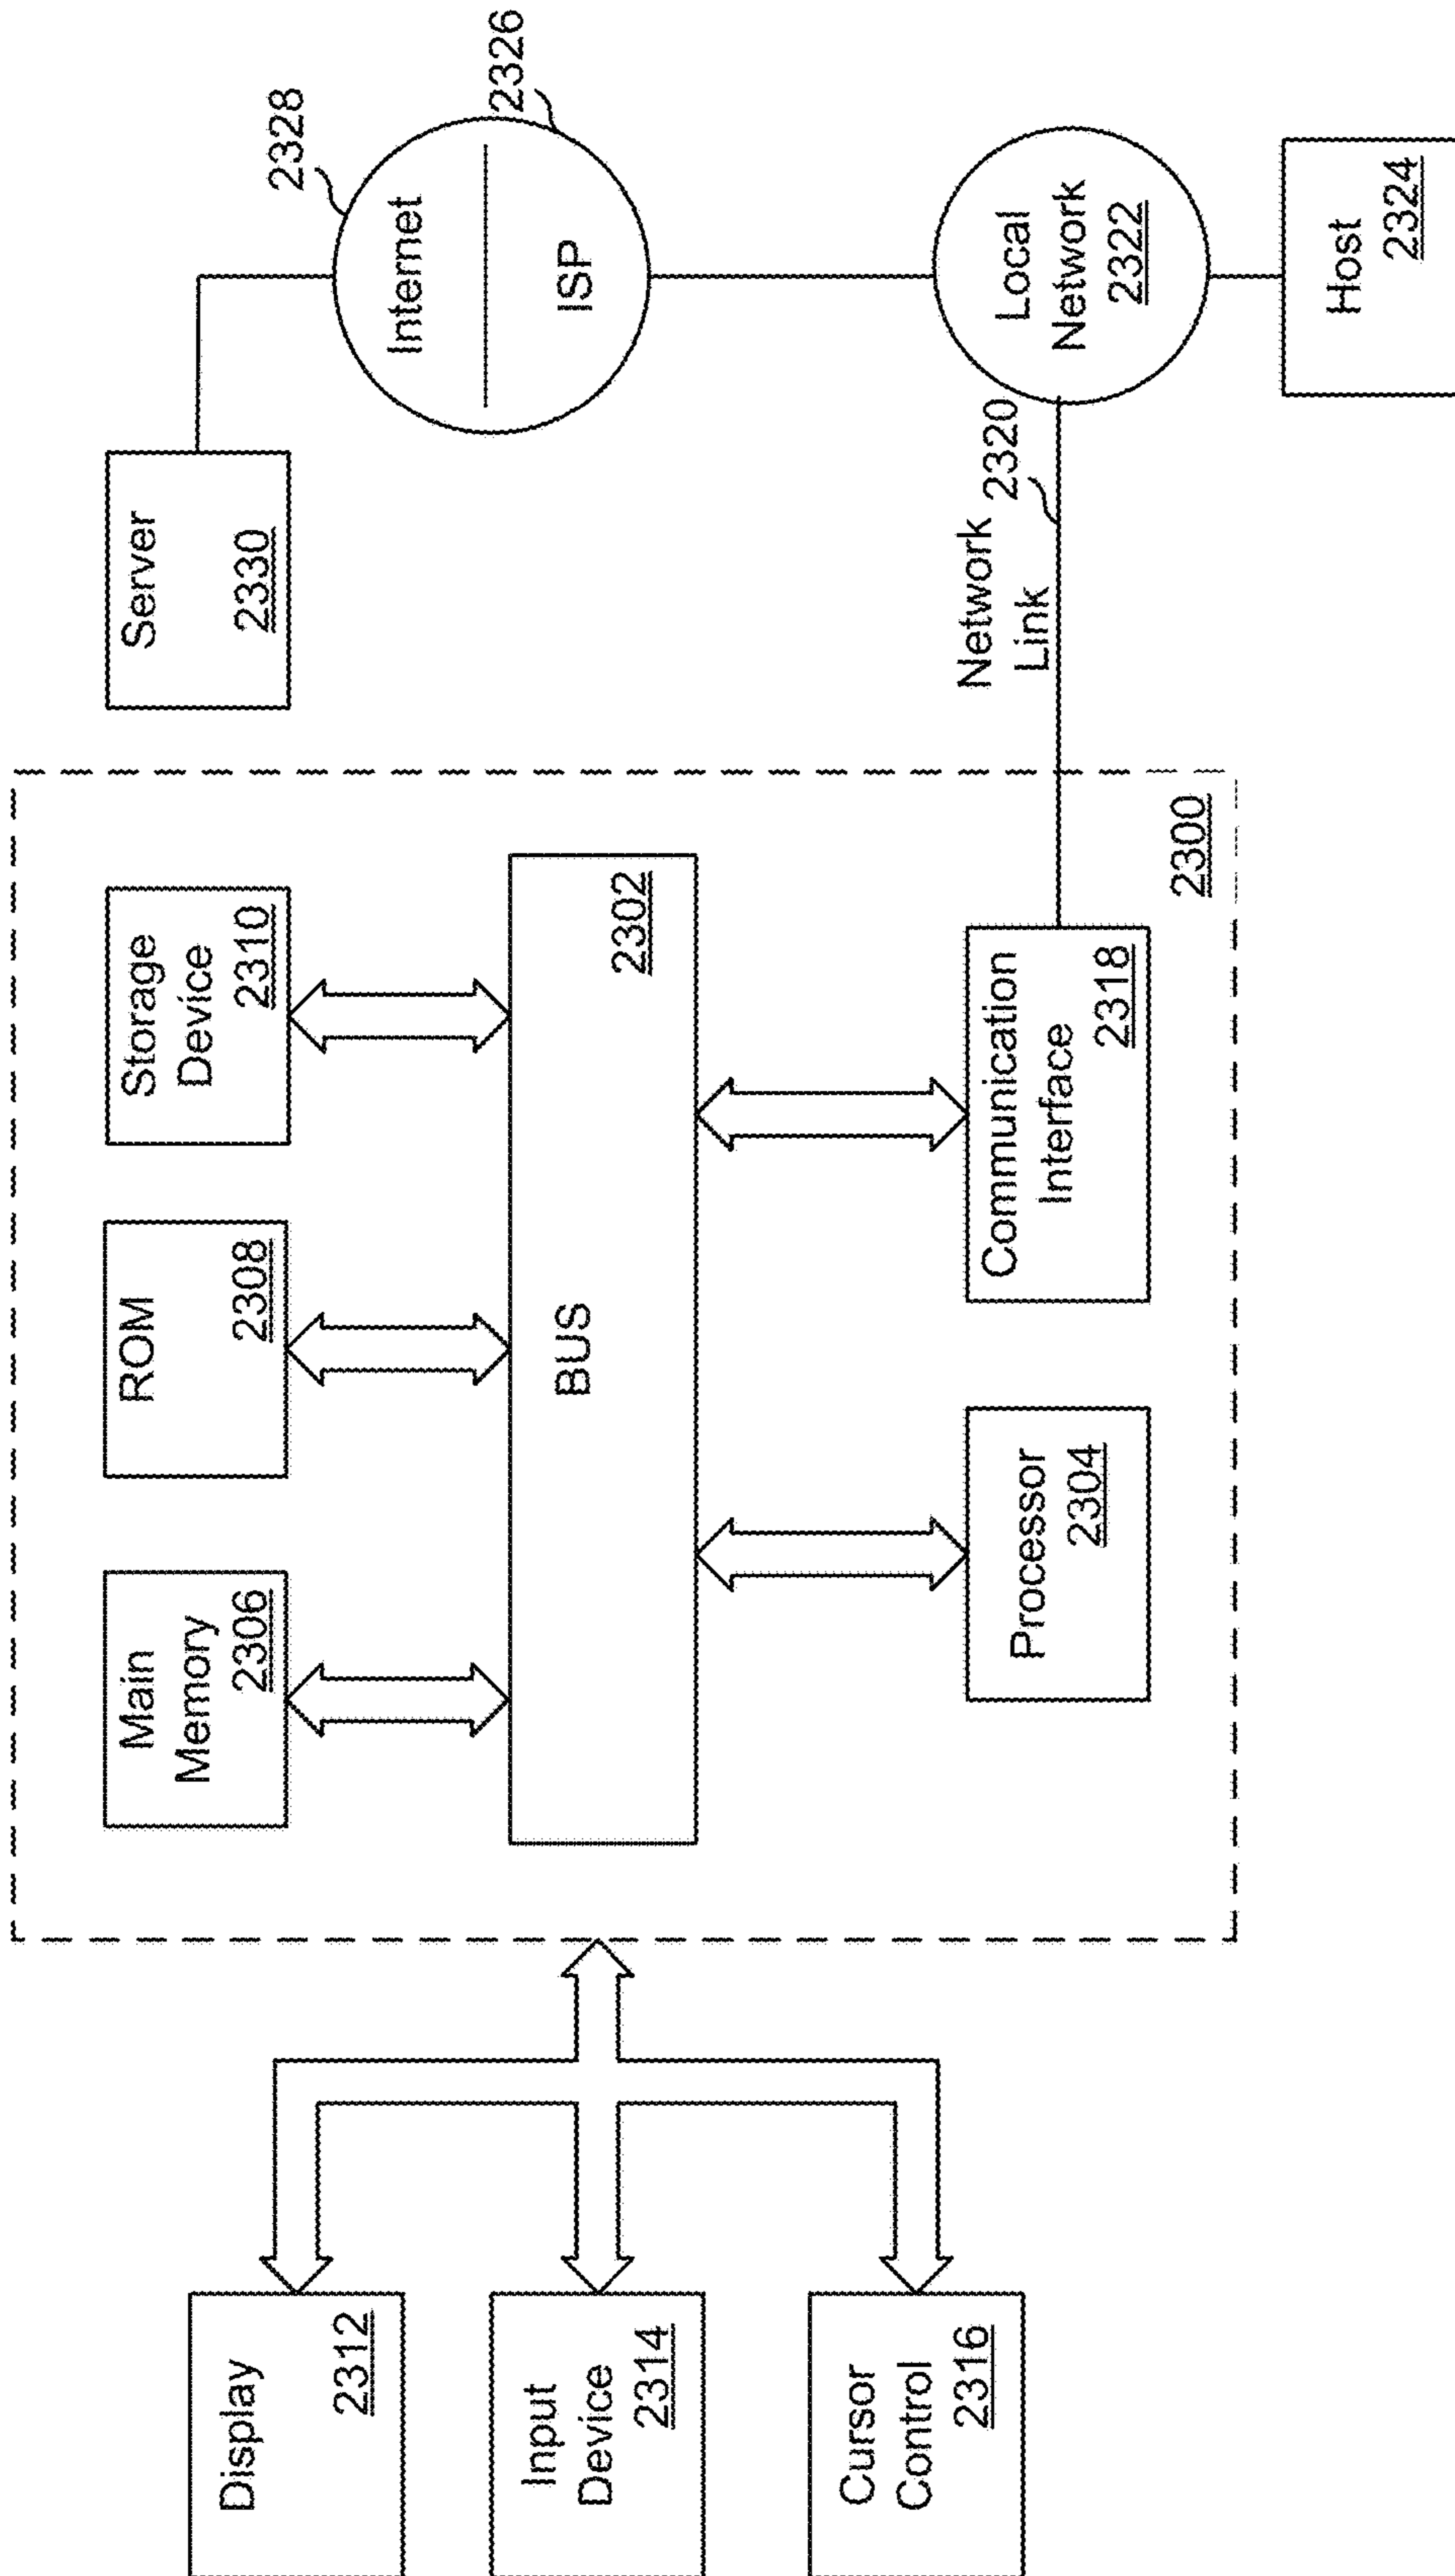 Display
2312
Input
Device
2314
Cursor
Control
2316
Main
Memory
2306
ROM
2308
Storage
Device
2310
BUS
2302
Processor
2304
Communication
Interface
2318
2300
Server
2330
2328
Internet
ISP
2326
Network
Link
2320
Local
Network
2322
Host
2324